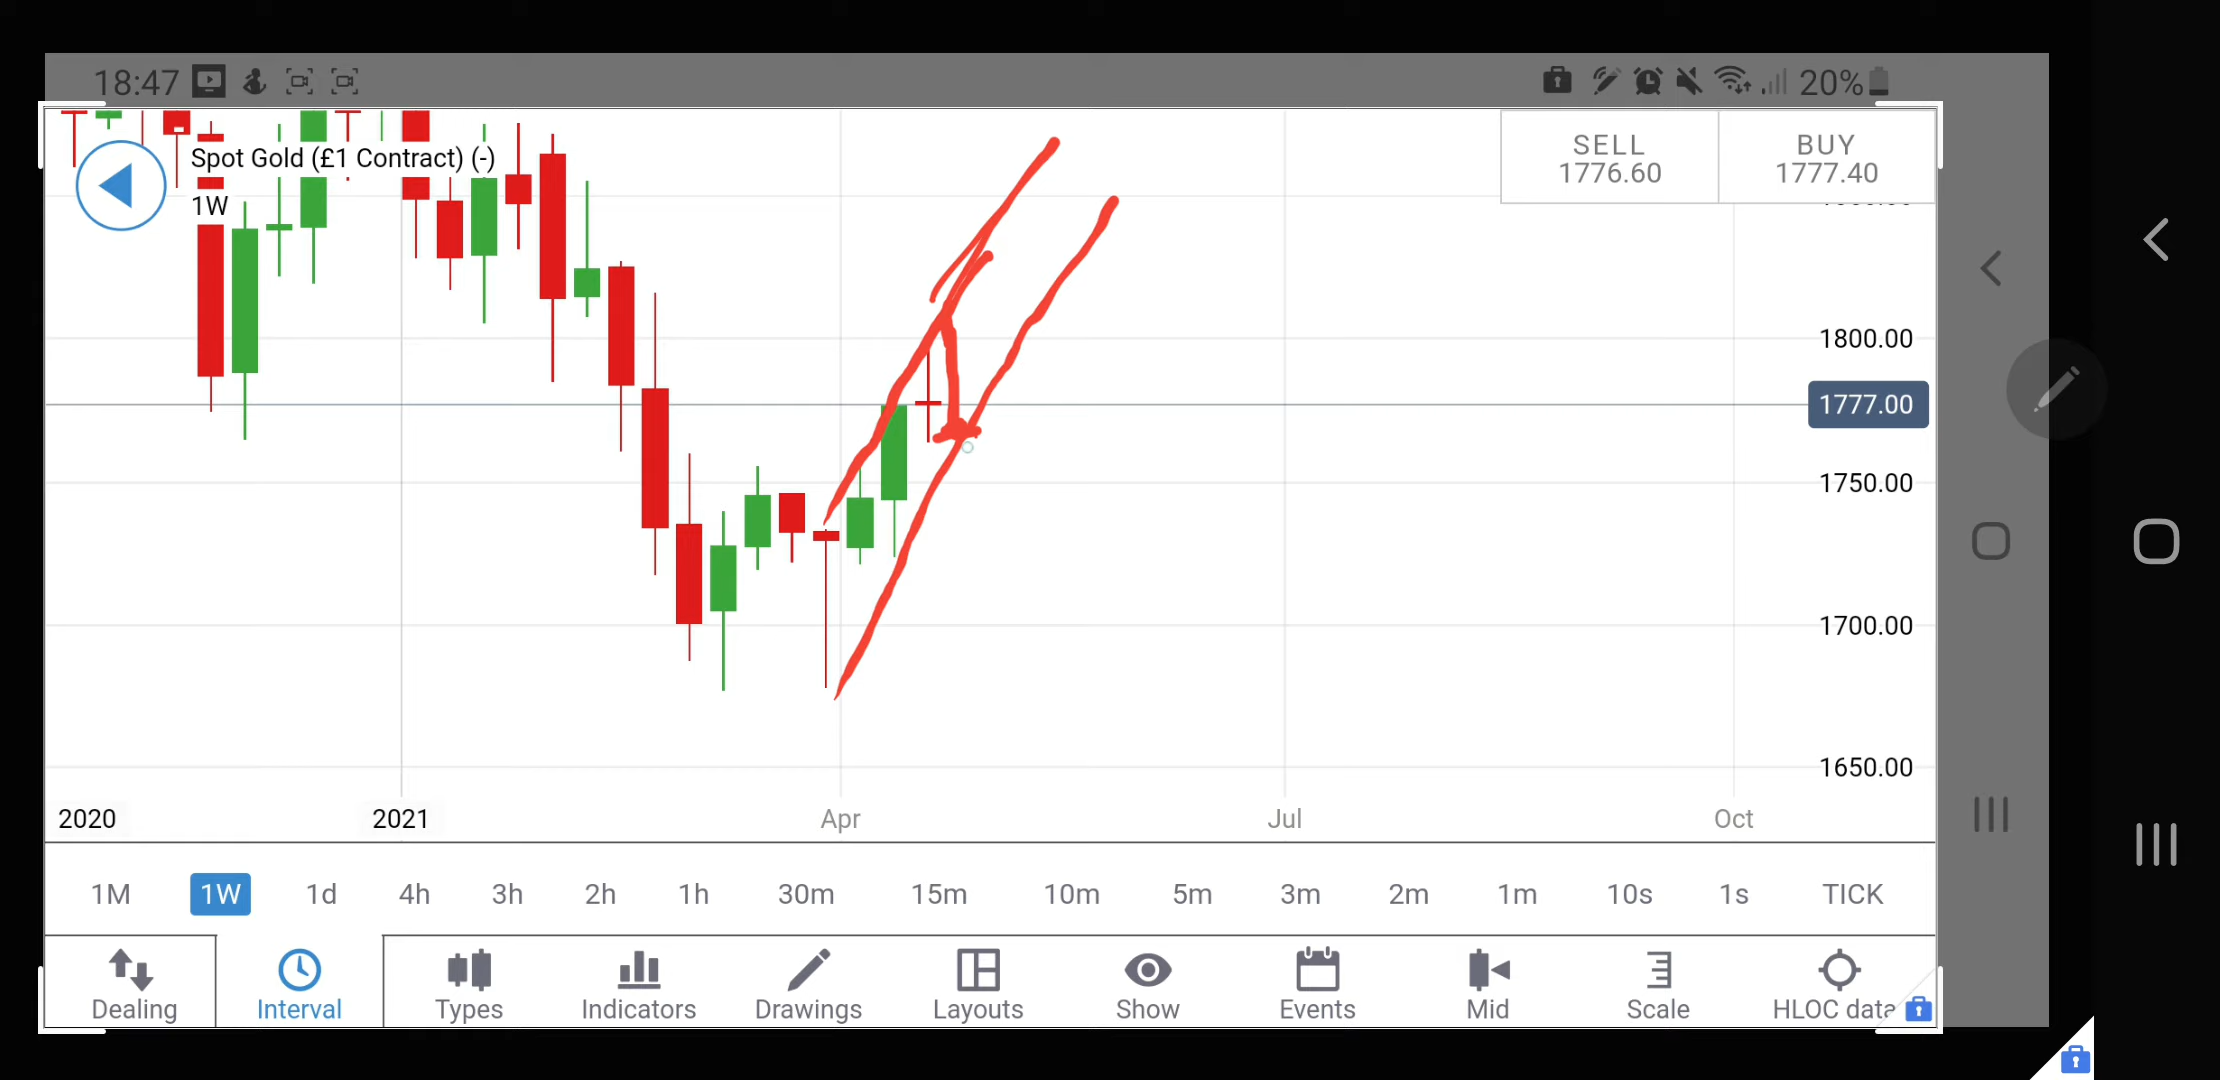 18:47 20%
Spot Gold (£1 Contract) (-)
1W
SELL BUY
1776.60 1777.40
1800.00
1777.00
1750.00
1700.00
1650.00
2020 2021 Apr Jul Oct
1M 1W 1d 4h 3h 2h 1h 30m 15m 10m 5m 3m 2m 1m 10s 1s TICK
Dealing Interval Types Indicators Drawings Layouts Show Events Mid Scale HLOC data